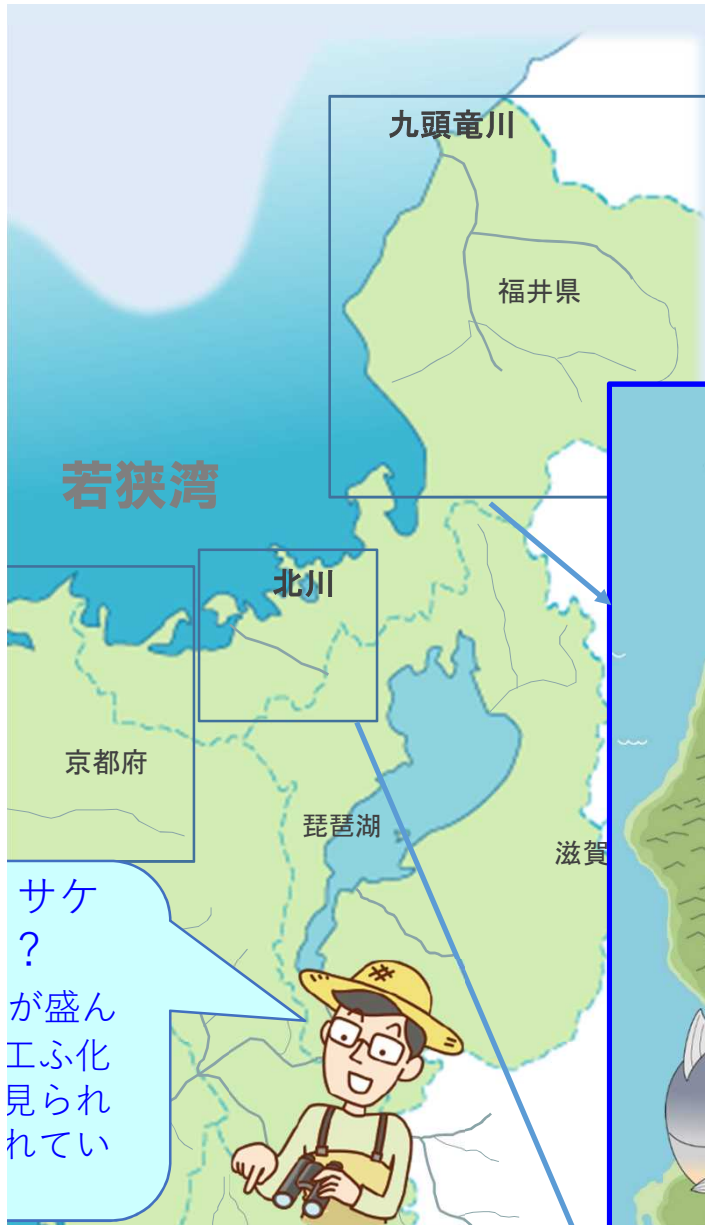 九頭竜川
福井県
若狭湾
北川
京都府
琵琶湖
滋賀
サケ
?
が盛ん
工ふ化
見られ
れてい